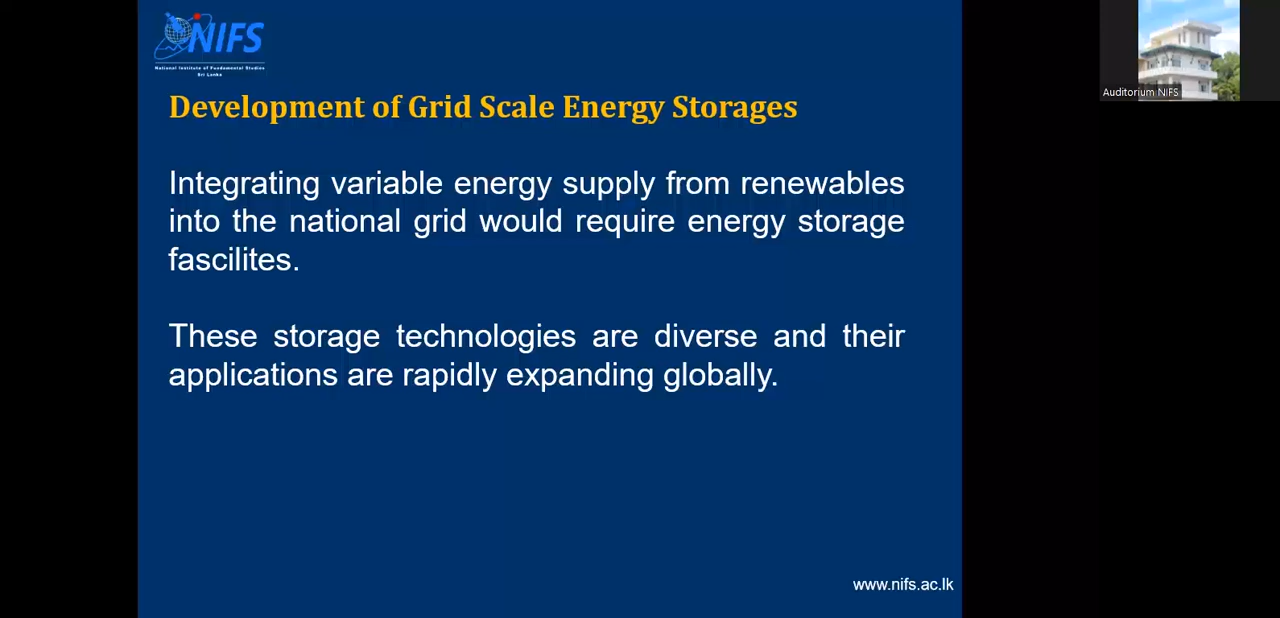 NIFS
National Institute of Fundamental Studies
Sri Lanka
Auditorium NIFS
Development of Grid Scale Energy Storages
Integrating variable energy supply from renewables
into the national grid would require energy storage
fascilites.
These storage technologies are diverse and their
applications are rapidly expanding globally.
www.nifs.ac.lk